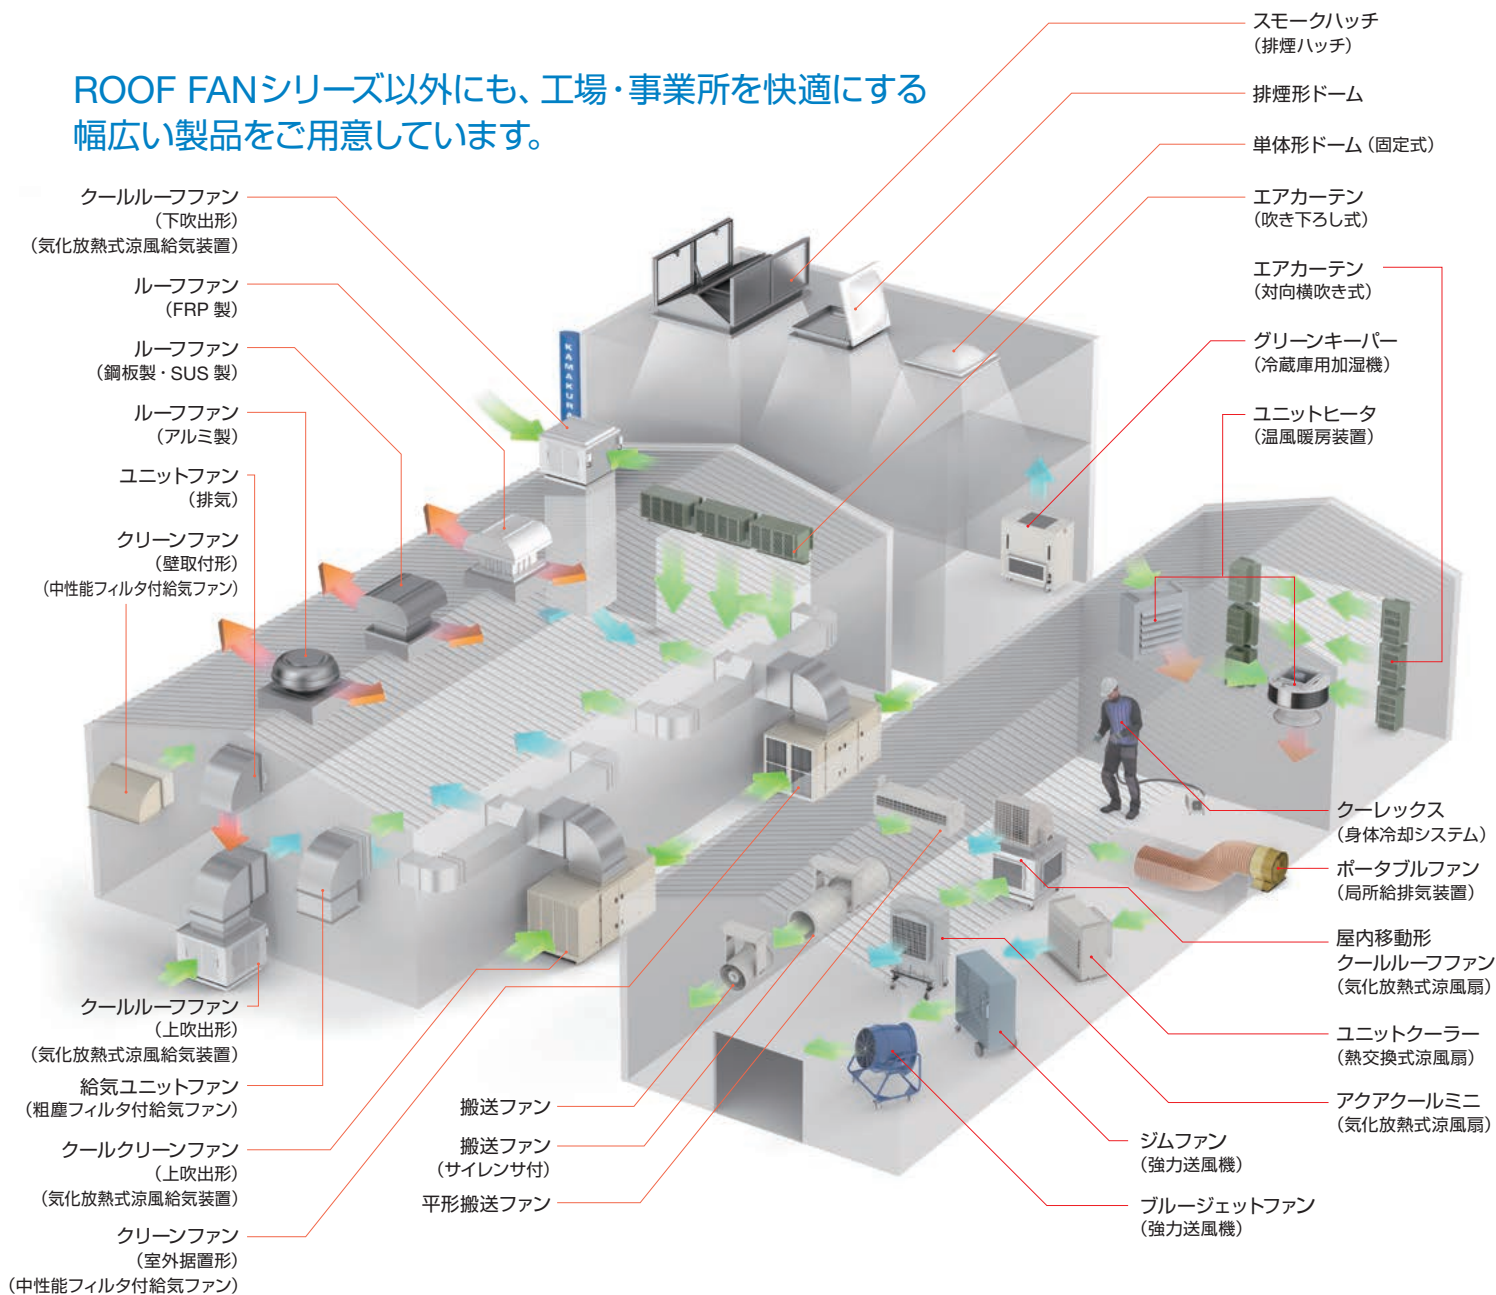 ROOF FANシリーズ以外にも、工場・事業所を快適にする
幅広い製品をご用意しています。
クールルーフファン
（下吹出形）
（気化放熱式涼風給気装置）
ルーフファン
（FRP 製）
ルーフファン
（鋼板製・SUS 製）
ルーフファン
（アルミ製）
ユニットファン
（排気）
クリーンファン
（壁取付形）
（中性能フィルタ付給気ファン）
クールルーフファン
（上吹出形）
（気化放熱式涼風給気装置）
給気ユニットファン
（粗塵フィルタ付給気ファン）
クールクリーンファン
（上吹出形）
（気化放熱式涼風給気装置）
クリーンファン
（室外据置形）
（中性能フィルタ付給気ファン）
KAMAKURA
搬送ファン
搬送ファン
（サイレンサ付）
平形搬送ファン
スモークハッチ
（排煙ハッチ）
排煙形ドーム
単体形ドーム（固定式）
エアカーテン
（吹き下ろし式）
エアカーテン
（対向横吹き式）
グリーンキーパー
（冷蔵庫用加湿機）
ユニットヒータ
（温風暖房装置）
クーレックス
（身体冷却システム）
ポータブルファン
（局所給排気装置）
屋内移動形
クールルーフファン
（気化放熱式涼風扇）
ユニットクーラー
（熱交換式涼風扇）
アクアクールミニ
（気化放熱式涼風扇）
ジムファン
（強力送風機）
ブルージェットファン
（強力送風機）